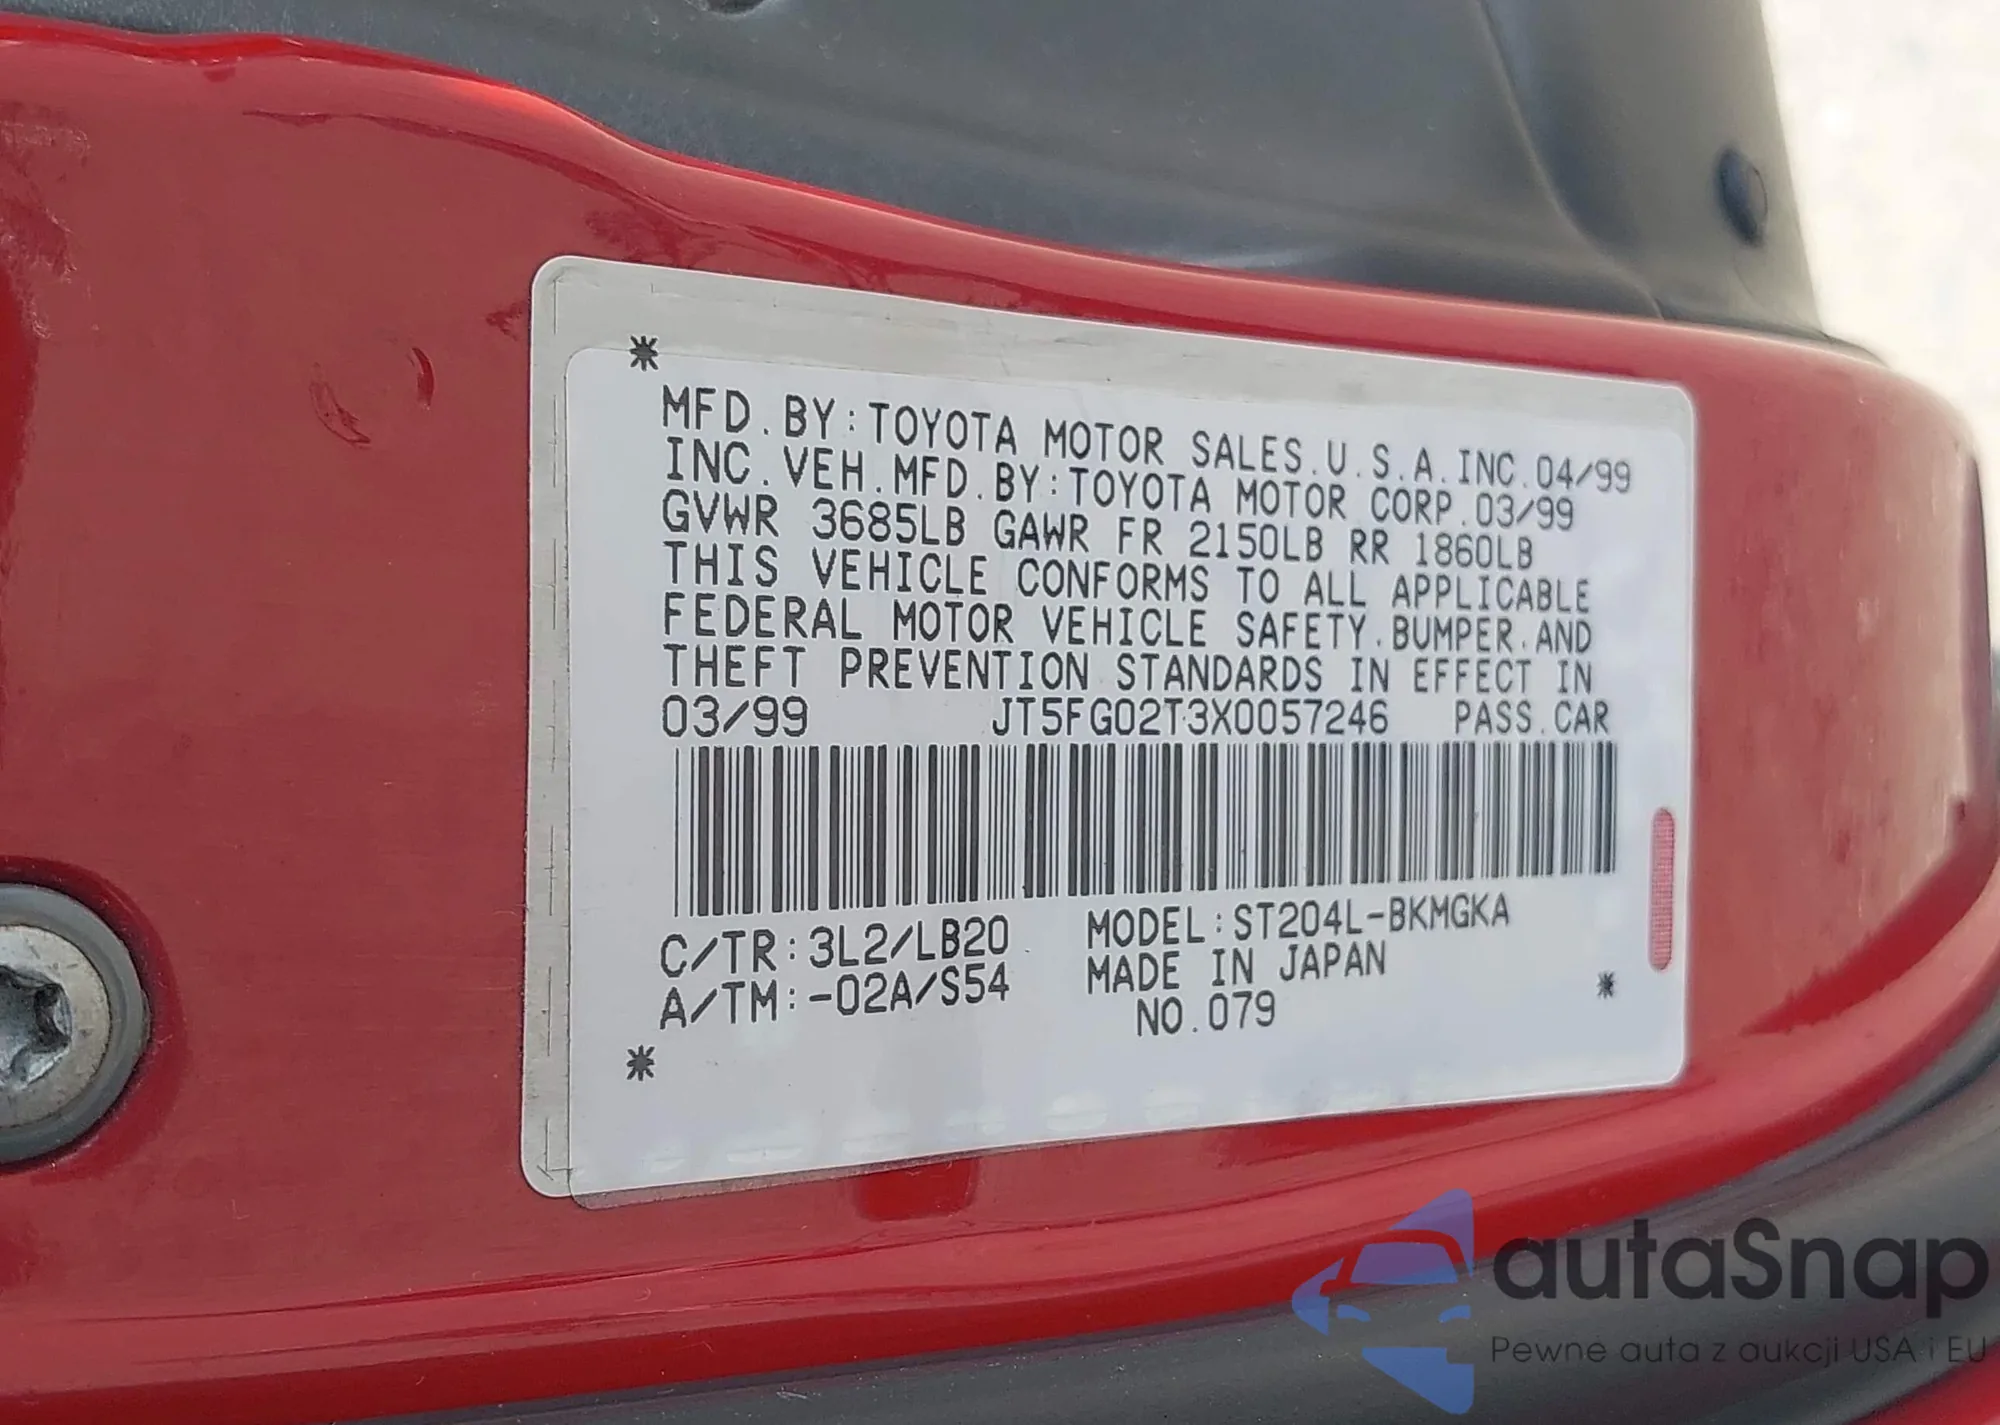 *
MFD.BY:TOYOTA MOTOR SALES.U.S.A.INC.04/99
INC.VEH.MFD.BY:TOYOTA MOTOR CORP.03/99
GVWR 3685LB GAWR FR 2150LB RR 1860LB
THIS VEHICLE CONFORMS TO ALL APPLICABLE
FEDERAL MOTOR VEHICLE SAFETY.BUMPER.AND
THEFT PREVENTION STANDARDS IN EFFECT IN
03/99 JT5FG02T3X0057246 PASS.CAR
C/TR:3L2/LB20 MODEL:ST204L-BKMGKA
A/TM:-02A/S54 MADE IN JAPAN *
NO.079
*
autaSnap
Pewne auta z aukcji USA i EU